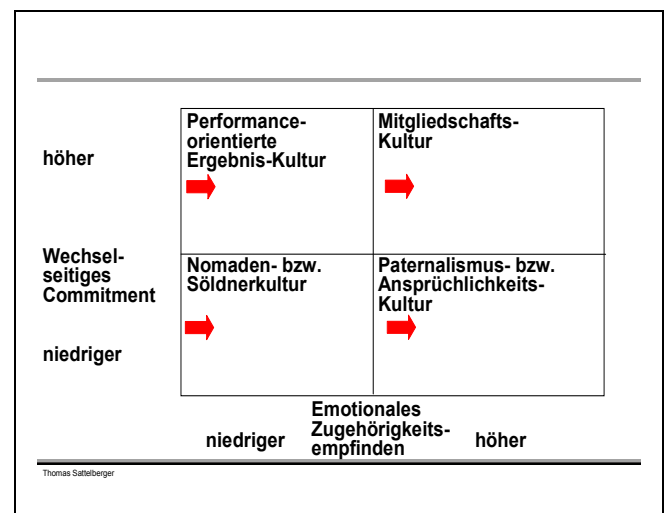 Performance-
orientierte
Ergebnis-Kultur
Mitgliedschafts-
Kultur
höher
Wechsel-
seitiges
Commitment
Nomaden- bzw.
Söldnerkultur
Paternalismus- bzw.
Ansprüchlichkeits-
Kultur
niedriger
Emotionales
Zugehörigkeits-
empfinden
niedriger
höher
Thomas Sattelberger